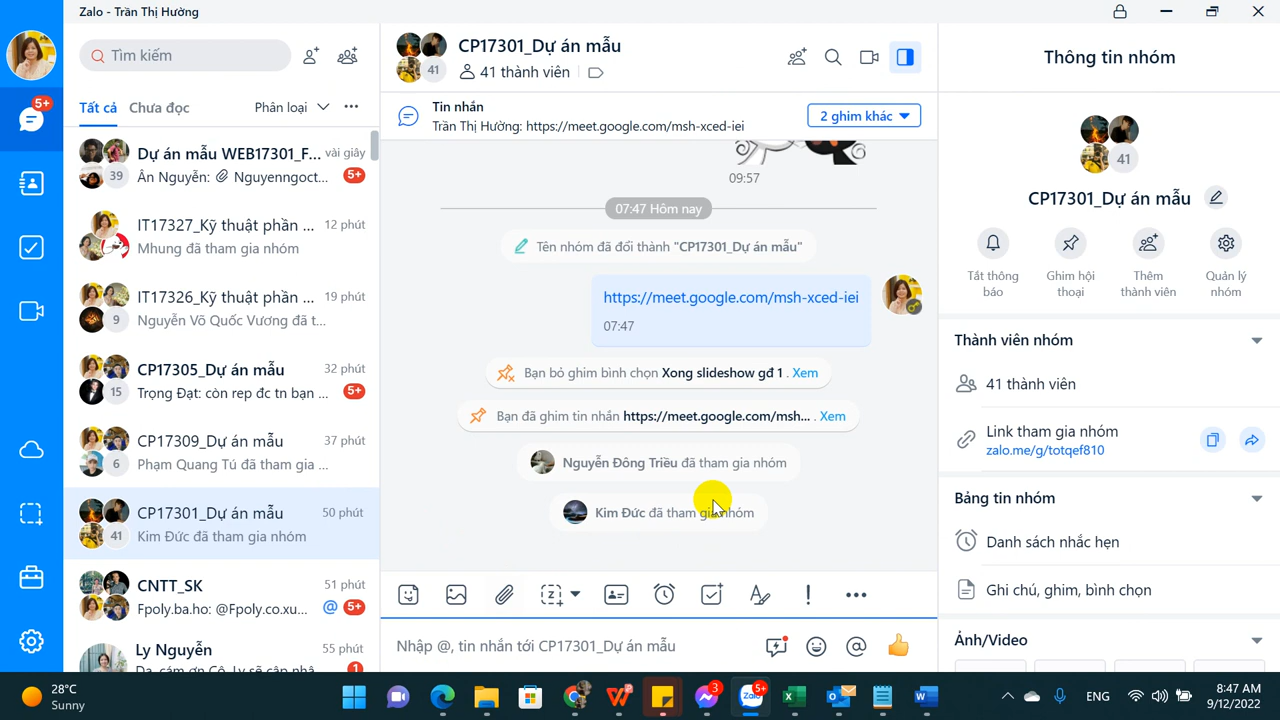 Zalo - Trần Thị Hưởng
5+
Tìm kiếm
Tất cả
Chưa đọc
Phân loại
39
Dự án mẫu WEB17301_F...
vài giây
Ân Nguyễn: Nguyenngoct...
5+
IT17327_Kỹ thuật phần ...
12 phút
Mhung đã tham gia nhóm
9
IT17326_Kỹ thuật phần ...
19 phút
Nguyễn Võ Quốc Vương đã t...
15
CP17305_Dự án mẫu
32 phút
Trọng Đạt: còn rep đc tn bạn ...
5+
6
CP17309_Dự án mẫu
37 phút
Phạm Quang Tú đã tham gia ...
41
CP17301_Dự án mẫu
50 phút
Kim Đức đã tham gia nhóm
CNTT_SK
51 phút
Fpoly.ba.ho: @Fpoly.co.xu...
@
5+
Ly Nguyễn
55 phút
1
41
CP17301_Dự án mẫu
41 thành viên
Tin nhắn
Trần Thị Hưởng: https://meet.google.com/msh-xced-iei
2 ghim khác
09:57
07:47 Hôm nay
Tên nhóm đã đổi thành "CP17301_Dự án mẫu"
https://meet.google.com/msh-xced-iei
07:47
Bạn bỏ ghim bình chọn Xong slideshow gđ 1 . Xem
Bạn đã ghim tin nhắn https://meet.google.com/msh... . Xem
Nguyễn Đông Triều đã tham gia nhóm
Kim Đức đã tham gia nhóm
Nhập @, tin nhắn tới CP17301_Dự án mẫu
Thông tin nhóm
41
CP17301_Dự án mẫu
Tắt thông báo
Ghim hội thoại
Thêm thành viên
Quản lý nhóm
Thành viên nhóm
41 thành viên
Link tham gia nhóm
zalo.me/g/totqef810
Bảng tin nhóm
Danh sách nhắc hẹn
Ghi chú, ghim, bình chọn
Ảnh/Video
28°C
Sunny
3
Zalo
5+
ENG
8:47 AM
9/12/2022